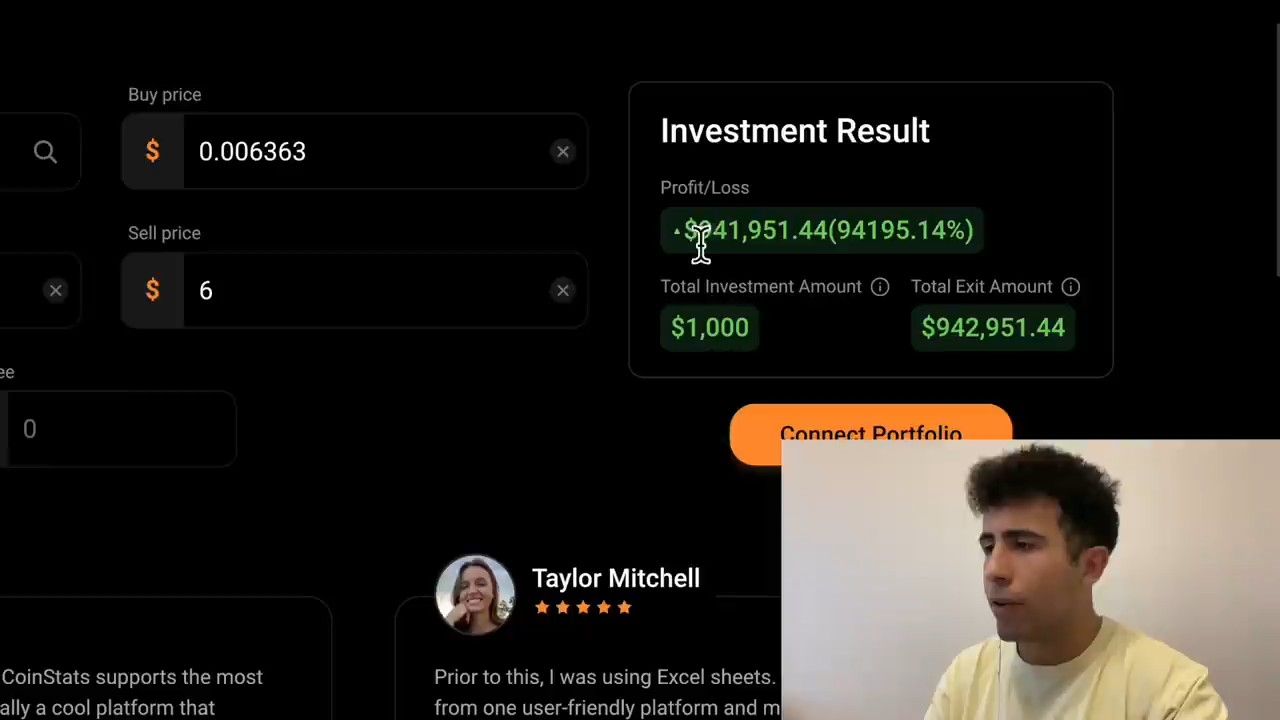 Buy price
$ 0.006363
Investment Result
Profit/Loss
$941,951.44(94195.14%)
Sell price
$ 6
Total Investment Amount
Total Exit Amount
$1,000
$942,951.44
ee
0
Connect Portfolio
Taylor Mitchell
CoinStats supports the most
ally a cool platform that
Prior to this, I was using Excel sheets.
from one user-friendly platform and m